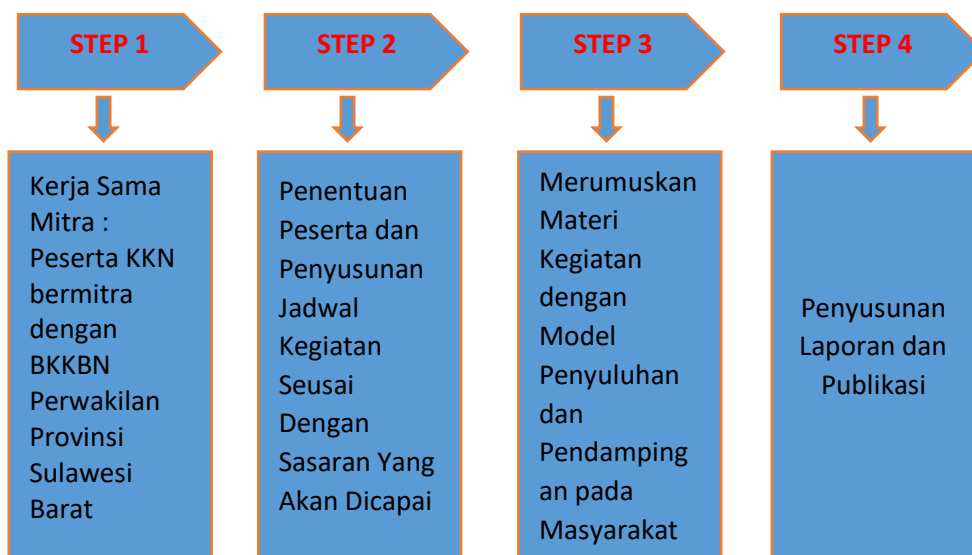 STEP 1
STEP 2
STEP 3
STEP 4
Kerja Sama
Mitra :
Peserta KKN
bermitra
dengan
BKKBN
Perwakilan
Provinsi
Sulawesi
Barat
Penentuan
Peserta dan
Penyusunan
Jadwal
Kegiatan
Seusai
Dengan
Sasaran Yang
Akan Dicapai
Merumuskan
Materi
Kegiatan
dengan
Model
Penyuluhan
dan
Pendamping
an pada
Masyarakat
Penyusunan
Laporan dan
Publikasi